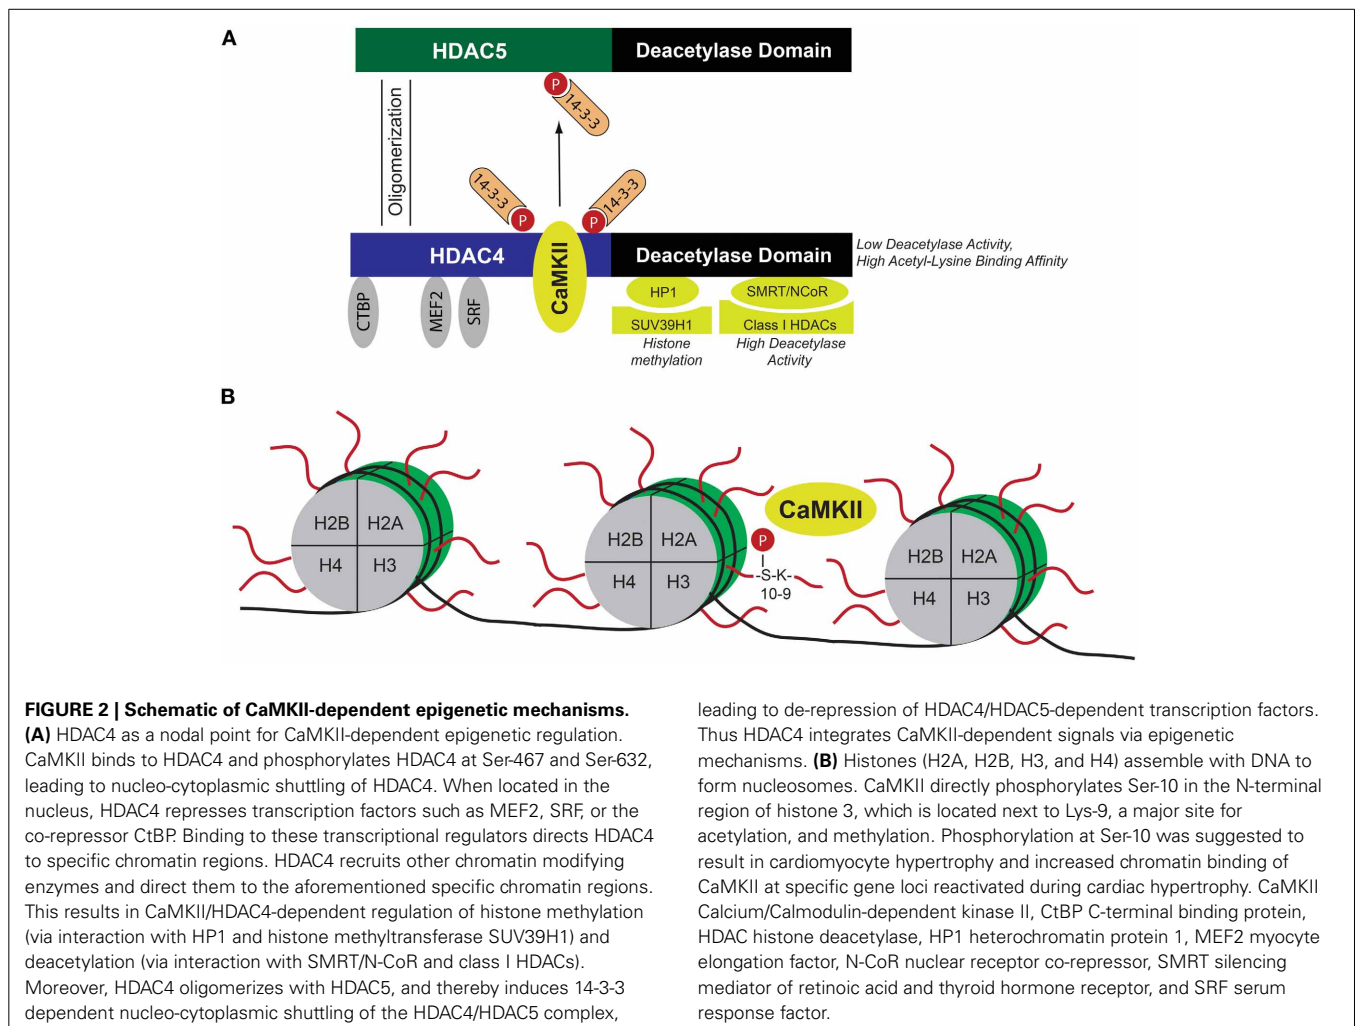 A
HDAC5
Deacetylase Domain
P
14-3-3
Oligomerization
14-3-3
P
14-3-3
P
HDAC4
CaMKII
Deacetylase Domain
Low Deacetylase Activity,
High Acetyl-Lysine Binding Affinity
CTBP
MEF2
SRF
HP1
SUV39H1
Histone
methylation
SMRT/NCoR
Class I HDACs
High Deacetylase
Activity
B
H2B
H2A
H4
H3
H2B
H2A
H4
H3
CaMKII
P
-S-K-
10-9
H2B
H2A
H4
H3
FIGURE 2 | Schematic of CaMKII-dependent epigenetic mechanisms.
(A) HDAC4 as a nodal point for CaMKII-dependent epigenetic regulation.
CaMKII binds to HDAC4 and phosphorylates HDAC4 at Ser-467 and Ser-632,
leading to nucleo-cytoplasmic shuttling of HDAC4. When located in the
nucleus, HDAC4 represses transcription factors such as MEF2, SRF, or the
co-repressor CtBP. Binding to these transcriptional regulators directs HDAC4
to specific chromatin regions. HDAC4 recruits other chromatin modifying
enzymes and direct them to the aforementioned specific chromatin regions.
This results in CaMKII/HDAC4-dependent regulation of histone methylation
(via interaction with HP1 and histone methyltransferase SUV39H1) and
deacetylation (via interaction with SMRT/N-CoR and class I HDACs).
Moreover, HDAC4 oligomerizes with HDAC5, and thereby induces 14-3-3
dependent nucleo-cytoplasmic shuttling of the HDAC4/HDAC5 complex,
leading to de-repression of HDAC4/HDAC5-dependent transcription factors.
Thus HDAC4 integrates CaMKII-dependent signals via epigenetic
mechanisms. (B) Histones (H2A, H2B, H3, and H4) assemble with DNA to
form nucleosomes. CaMKII directly phosphorylates Ser-10 in the N-terminal
region of histone 3, which is located next to Lys-9, a major site for
acetylation, and methylation. Phosphorylation at Ser-10 was suggested to
result in cardiomyocyte hypertrophy and increased chromatin binding of
CaMKII at specific gene loci reactivated during cardiac hypertrophy. CaMKII
Calcium/Calmodulin-dependent kinase II, CtBP C-terminal binding protein,
HDAC histone deacetylase, HP1 heterochromatin protein 1, MEF2 myocyte
elongation factor, N-CoR nuclear receptor co-repressor, SMRT silencing
mediator of retinoic acid and thyroid hormone receptor, and SRF serum
response factor.